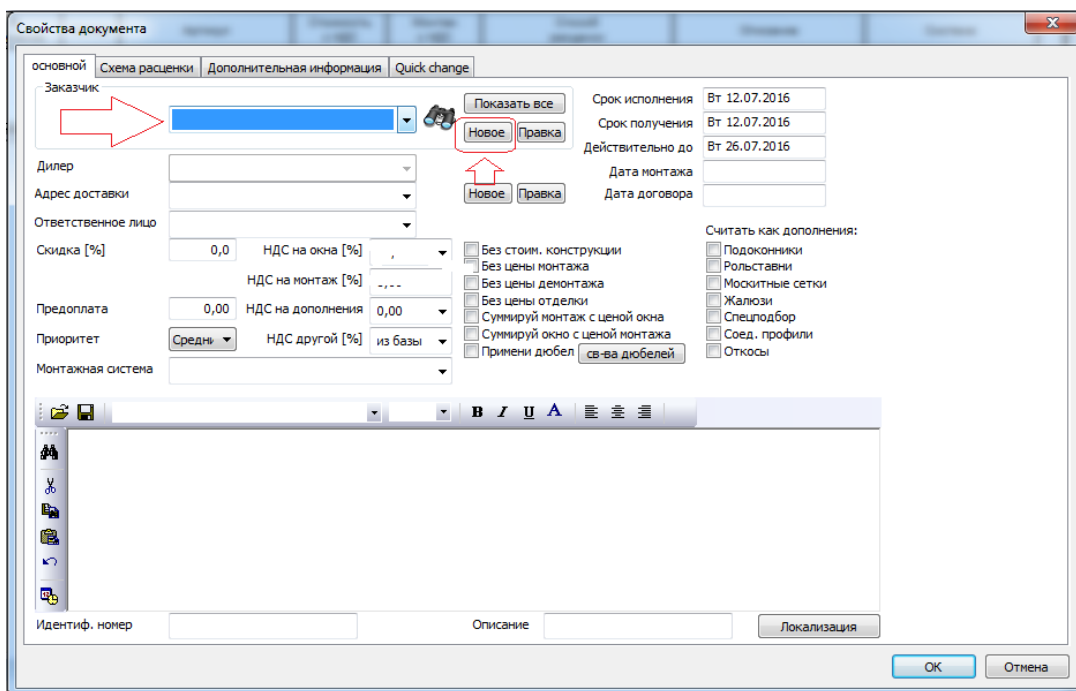 Свойства документа
основной Схема расценки Дополнительная информация Quick change
Заказчик
Показать все
Новое Правка
Срок исполнения Вт 12.07.2016
Срок получения Вт 12.07.2016
Действительно до Вт 26.07.2016
Дата монтажа
Дата договора
Дилер
Адрес доставки
Новое Правка
Ответственное лицо
Скидка [%] 0,0 НДС на окна [%]
НДС на монтаж [%]
Предоплата 0,00 НДС на дополнения 0,00
Приоритет Средни НДС другой [%] из базы
Монтажная система
Без стоим. конструкции
Без цены монтажа
Без цены демонтажа
Без цены отделки
Суммируй монтаж с ценой окна
Суммируй окно с ценой монтажа
Примени дюбел св-ва дюбелей
Считать как дополнения:
Подоконники
Рольставни
Москитные сетки
Жалюзи
Спецподбор
Соед. профили
Откосы
B I U A
Идентиф. номер Описание Локализация
OK Отмена